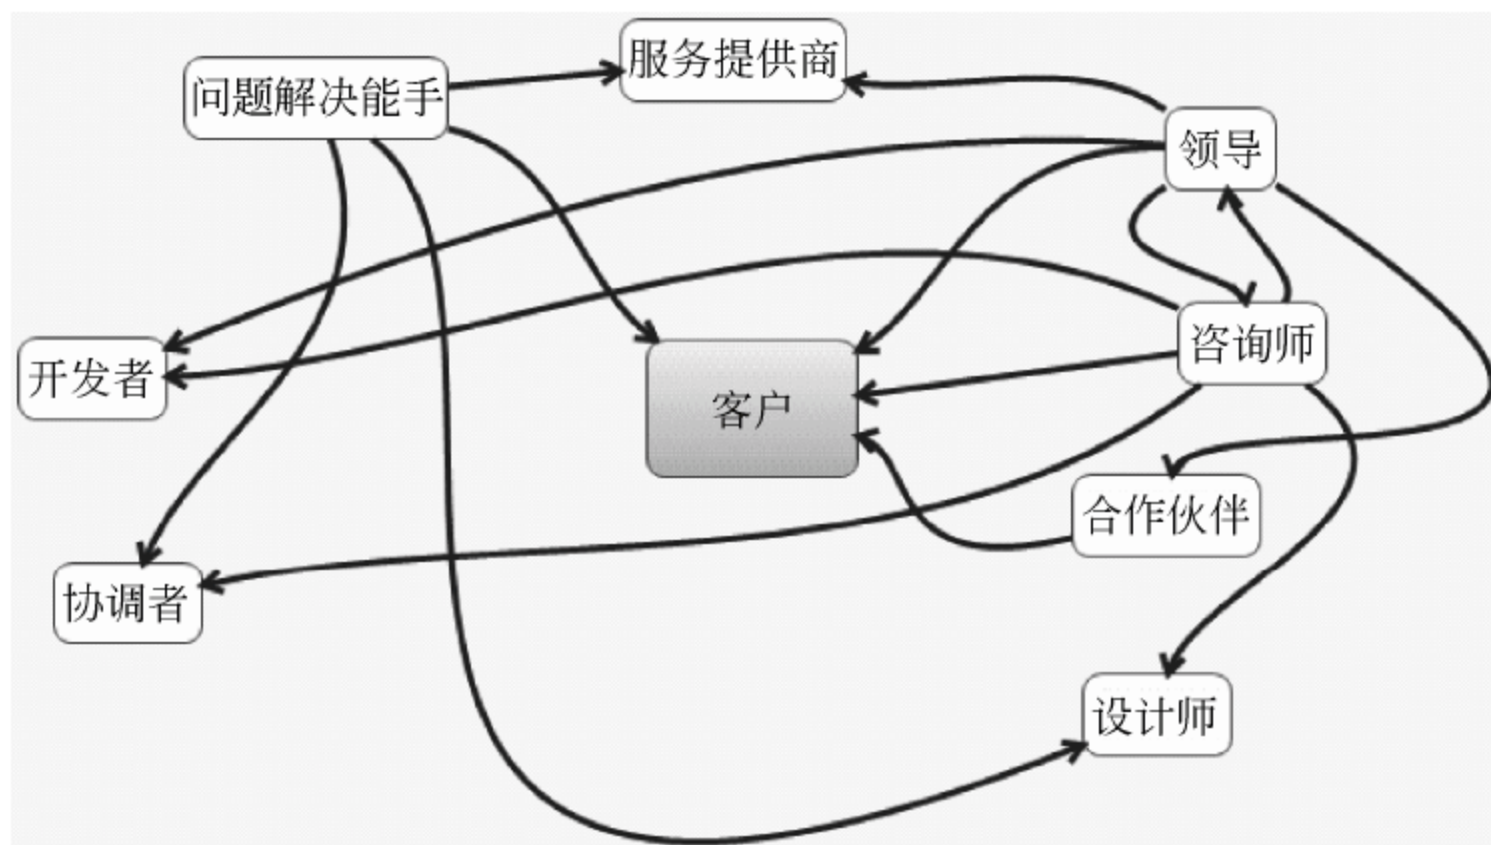 服务提供商
问题解决能手
领导
咨询师
开发者
客户
合作伙伴
协调者
设计师